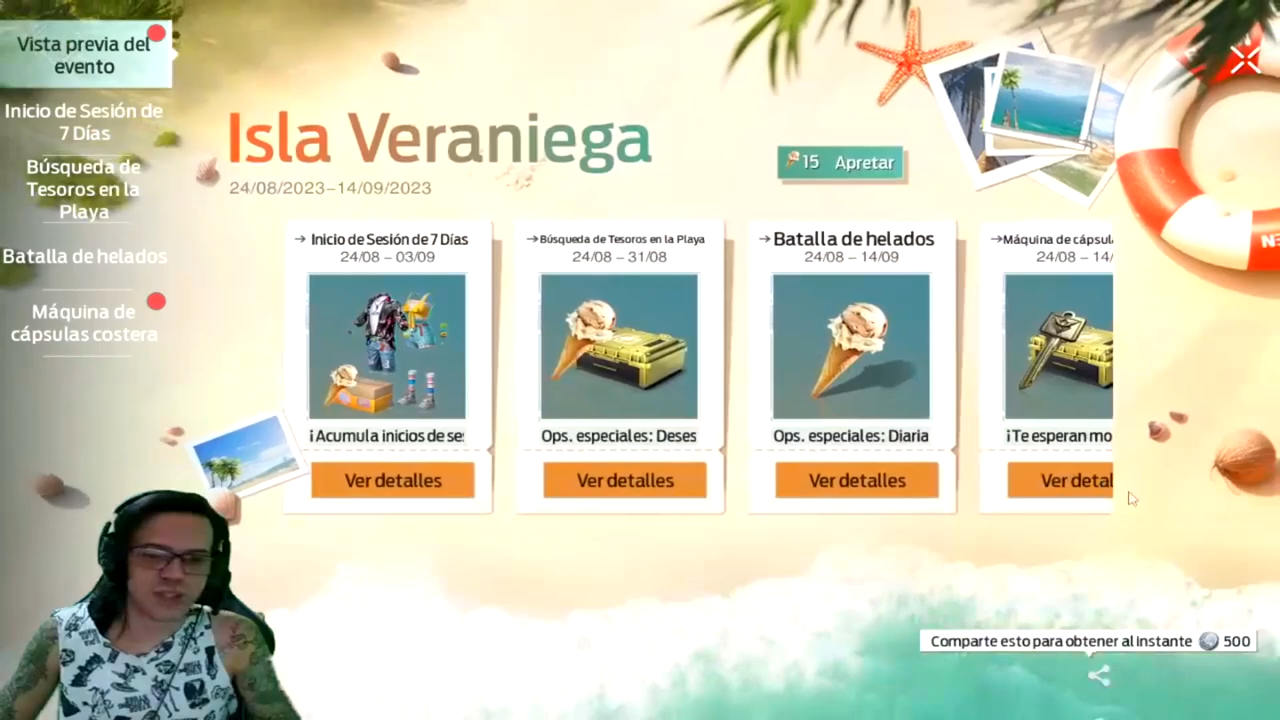 Vista previa del
evento
Inicio de Sesión de
7 Días
Búsqueda de
Tesoros en la
Playa
Batalla de helados
Máquina de
cápsulas costera
Isla Veraniega
24/08/2023–14/09/2023
15 Apretar
→ Inicio de Sesión de 7 Días
24/08 – 03/09
¡Acumula inicios de se
Ver detalles
→Búsqueda de Tesoros en la Playa
24/08 – 31/08
Ops. especiales: Deses
Ver detalles
→Batalla de helados
24/08 – 14/09
Ops. especiales: Diaria
Ver detalles
→Máquina de cápsul
24/08 – 14/
¡Te esperan mo
Ver detal
Comparte esto para obtener al instante 500